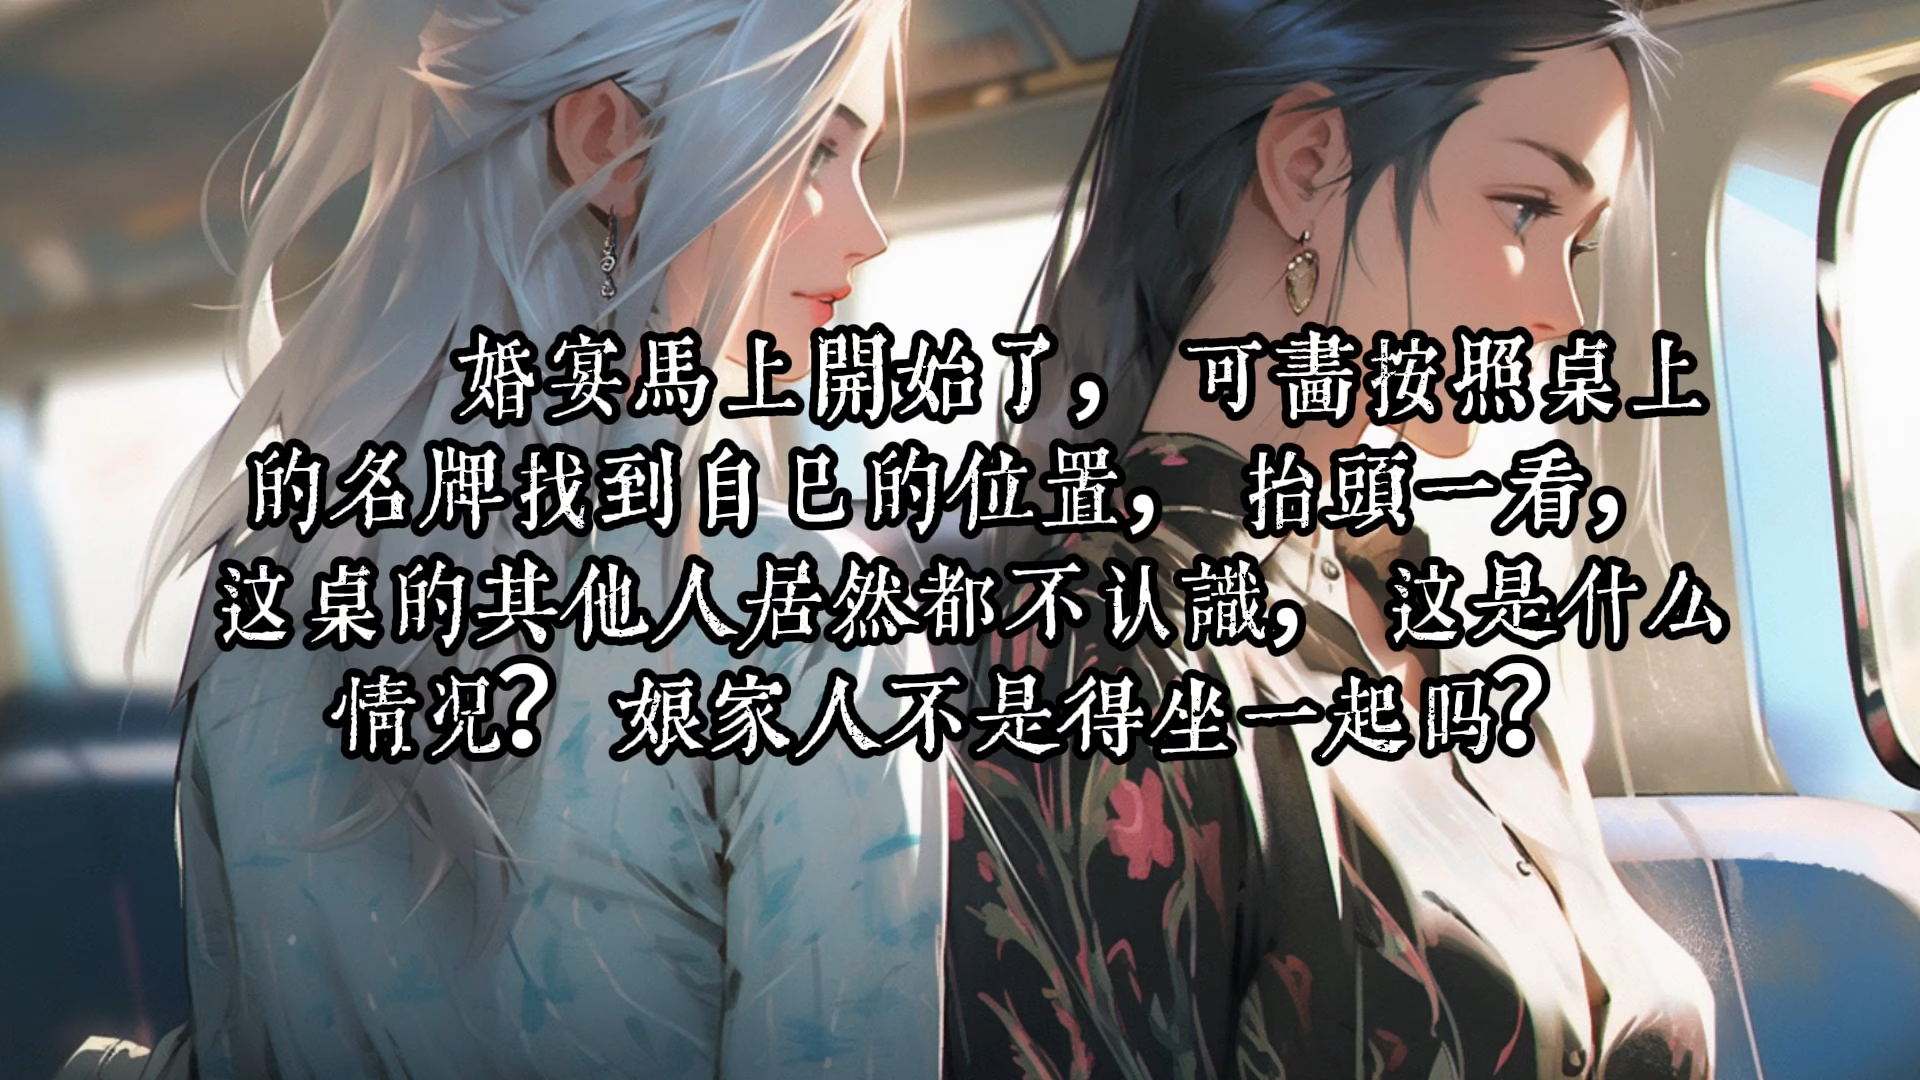 婚宴馬上開始了，可畵按照桌上
的名牌找到自已的位置，抬頭一看，
这桌的其他人居然都不认識，这是什么
情况？娘家人不是得坐一起吗？